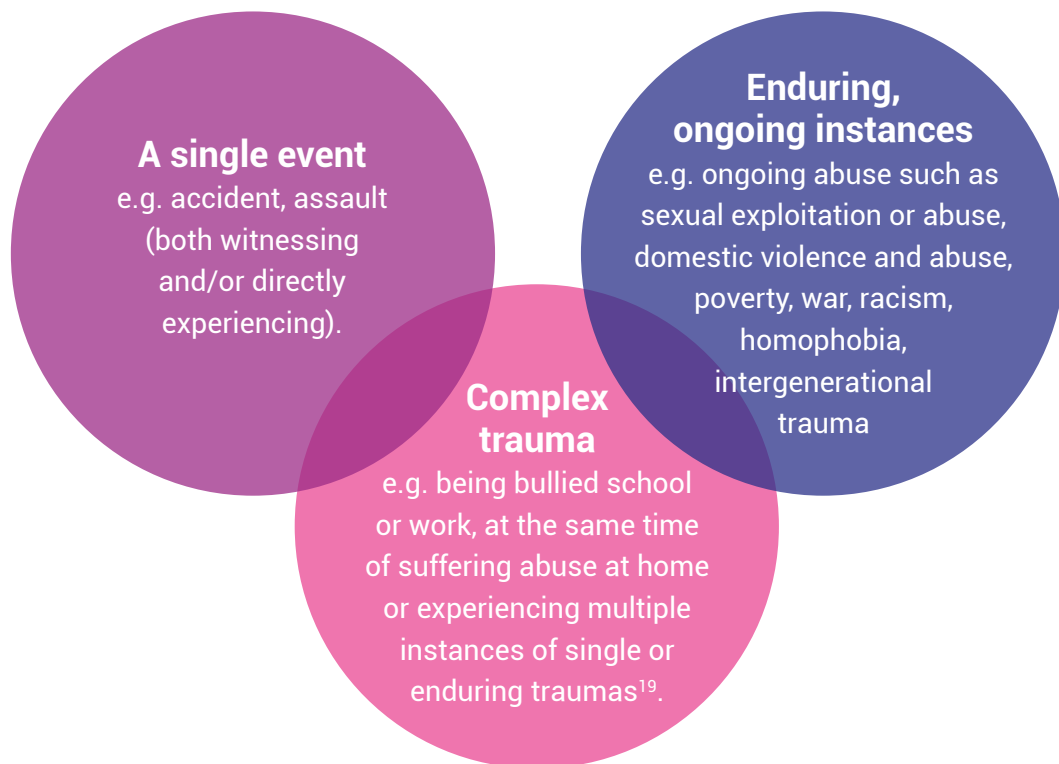 A single event
e.g. accident, assault
(both witnessing
and/or directly
experiencing).
Enduring,
ongoing instances
e.g. ongoing abuse such as
sexual exploitation or abuse,
domestic violence and abuse,
poverty, war, racism,
homophobia,
intergenerational
trauma
Complex
trauma
e.g. being bullied school
or work, at the same time
of suffering abuse at home
or experiencing multiple
instances of single or
enduring traumas¹⁹.